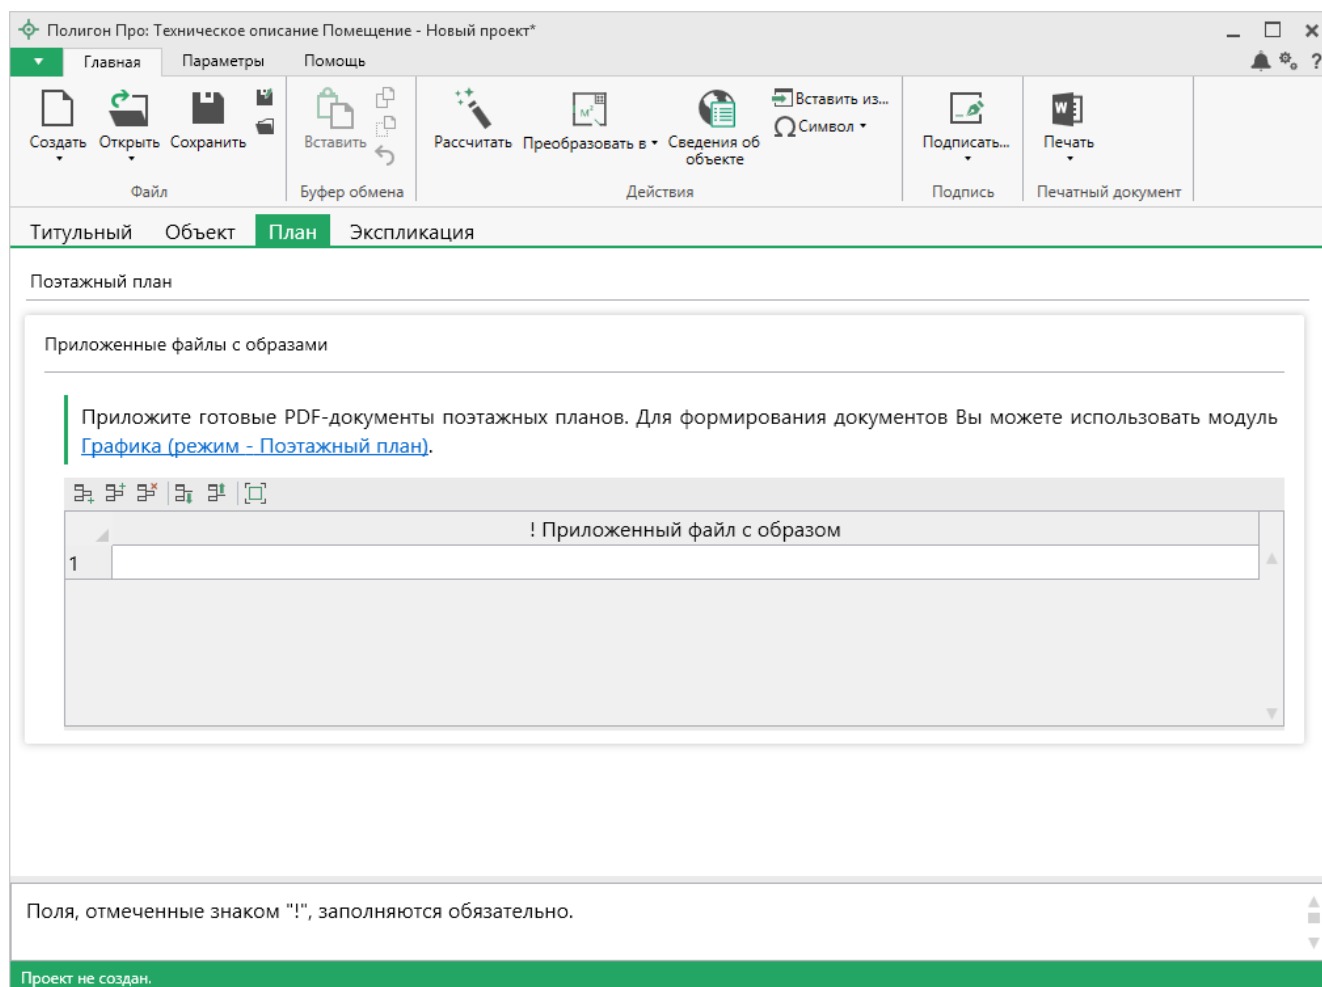 Полигон Про: Техническое описание Помещение - Новый проект*
Главная Параметры Помощь
?
Создать Открыть Сохранить
Вставить
Рассчитать Преобразовать в Сведения об объекте
Вставить из...
Символ
Подписать...
Печать
Файл Буфер обмена Действия Подпись Печатный документ
Титульный Объект План Экспликация
Поэтажный план
Приложенные файлы с образами
Приложите готовые PDF-документы поэтажных планов. Для формирования документов Вы можете использовать модуль
Графика (режим - Поэтажный план).
! Приложенный файл с образом
1
Поля, отмеченные знаком "!", заполняются обязательно.
Проект не создан.